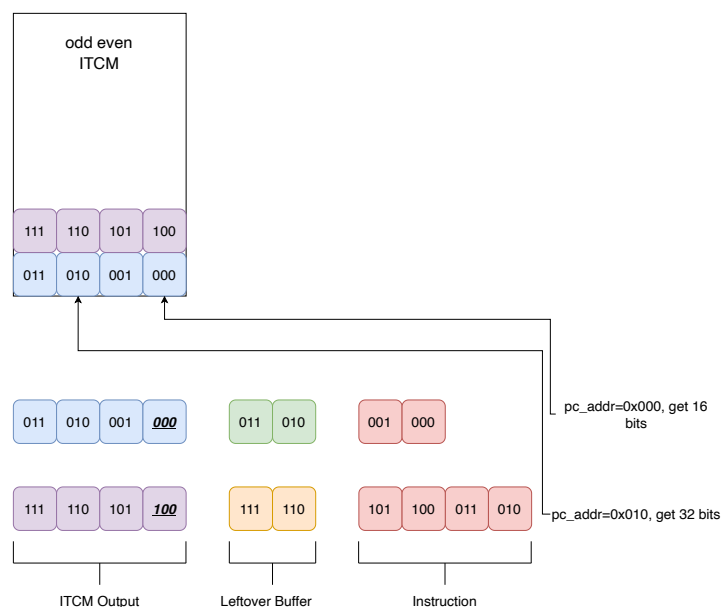 odd even
ITCM
111 110 101 100
011 010 001 000
011 010 001 000 011 010 001 000
pc_addr=0x000, get 16
bits
111 110 101 100 111 110 101 100 011 010
pc_addr=0x010, get 32 bits
ITCM Output Leftover Buffer Instruction